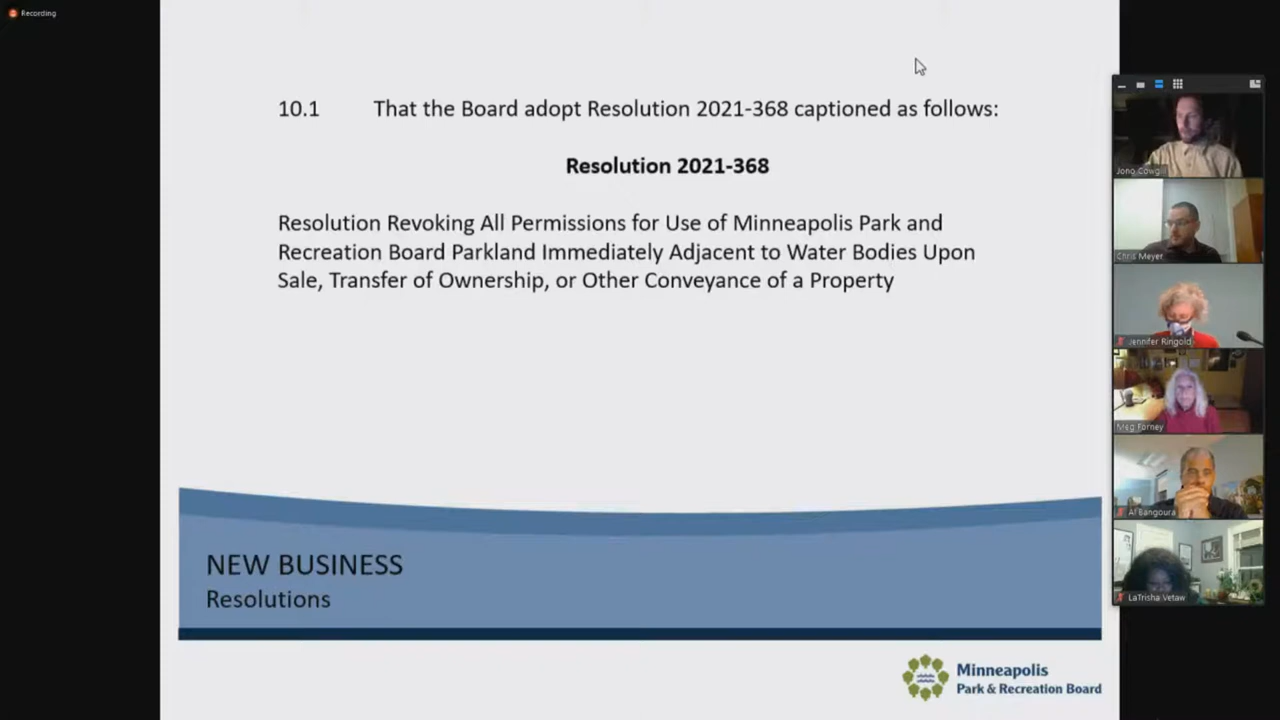 Recording
10.1 That the Board adopt Resolution 2021-368 captioned as follows:
Resolution 2021-368
Resolution Revoking All Permissions for Use of Minneapolis Park and
Recreation Board Parkland Immediately Adjacent to Water Bodies Upon
Sale, Transfer of Ownership, or Other Conveyance of a Property
NEW BUSINESS
Resolutions
Minneapolis
Park & Recreation Board
Jono Cowgill
Chris Meyer
Jennifer Ringold
Meg Forney
Al Bangoura
LaTrisha Vetaw